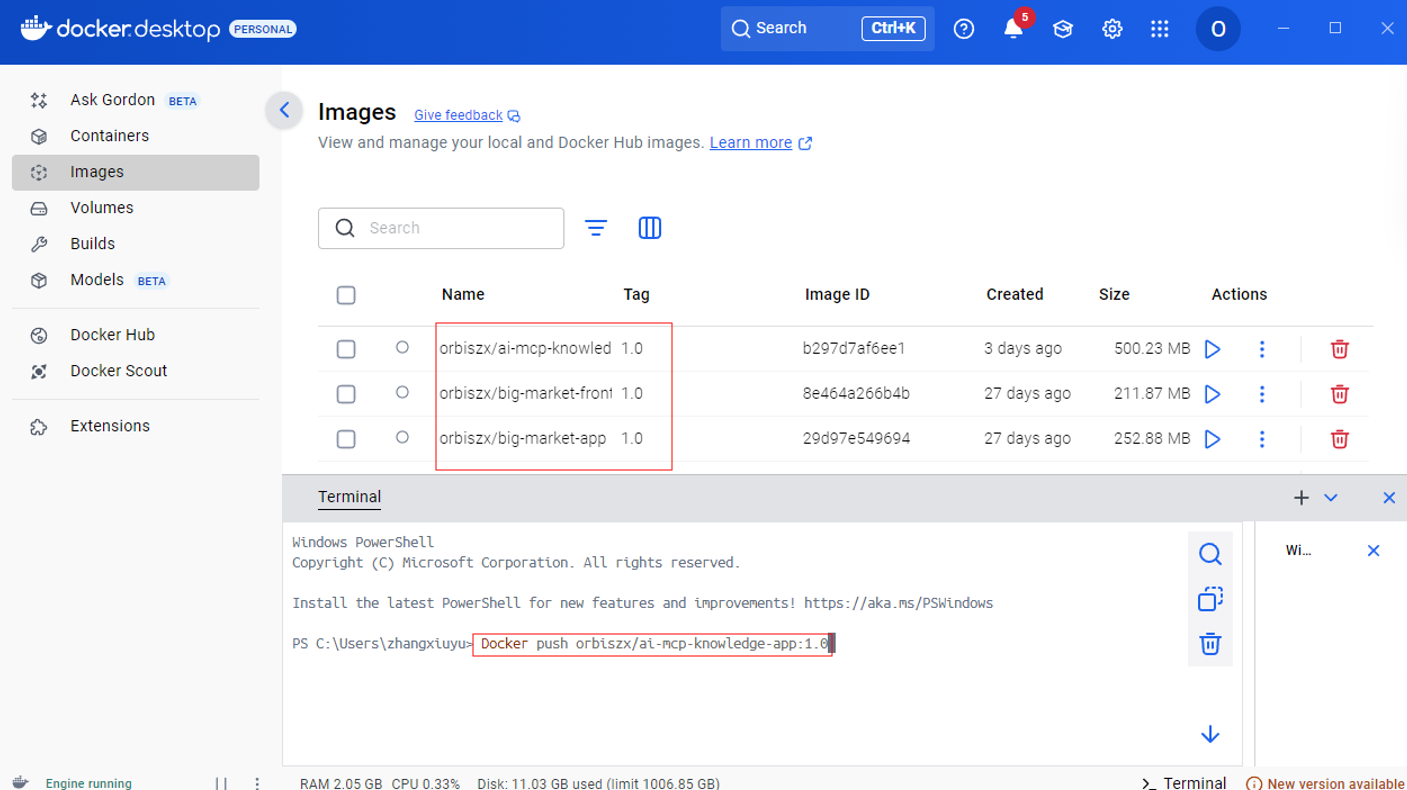 docker.desktop PERSONAL Search Ctrl+K 5 O
Ask Gordon BETA
Containers
Images
Volumes
Builds
Models BETA
Docker Hub
Docker Scout
Extensions
Images Give feedback
View and manage your local and Docker Hub images. Learn more
Search
Name Tag Image ID Created Size Actions
orbiszx/ai-mcp-knowled 1.0 b297d7af6ee1 3 days ago 500.23 MB
orbiszx/big-market-front 1.0 8e464a266b4b 27 days ago 211.87 MB
orbiszx/big-market-app 1.0 29d97e549694 27 days ago 252.88 MB
Terminal
Windows PowerShell
Copyright (C) Microsoft Corporation. All rights reserved.
Install the latest PowerShell for new features and improvements! https://aka.ms/PSWindows
PS C:\Users\zhangxiuyu> Docker push orbiszx/ai-mcp-knowledge-app:1.0
Wi...
Engine running RAM 2.05 GB CPU 0.33% Disk: 11.03 GB used (limit 1006.85 GB) >_ Terminal New version available